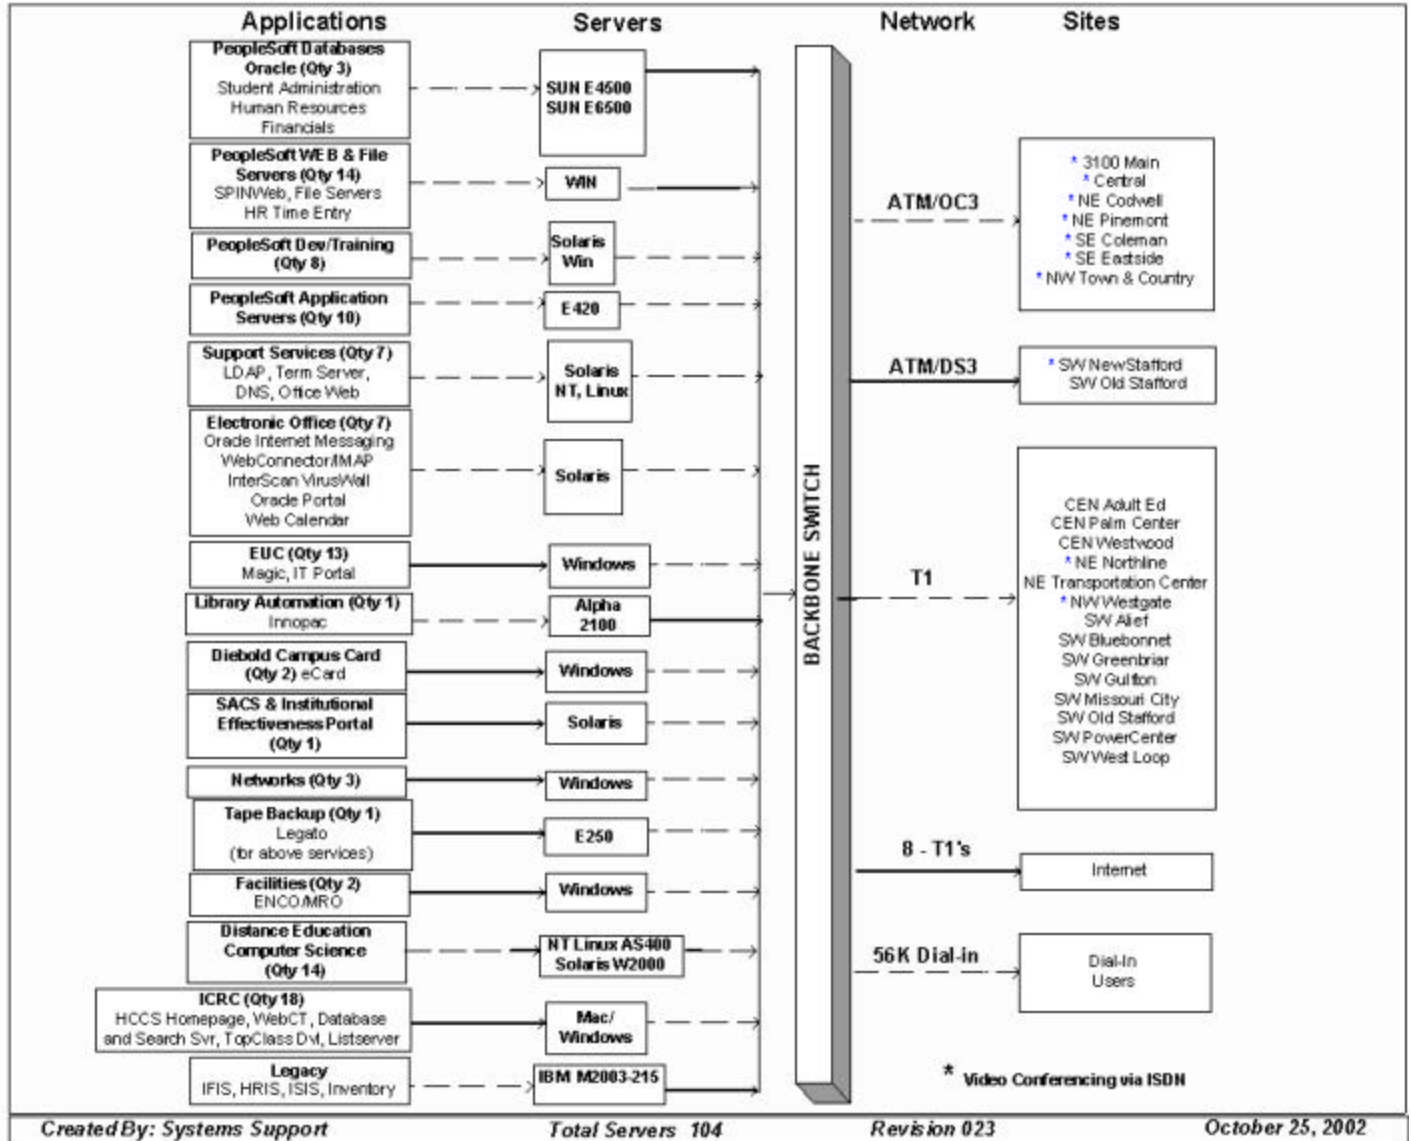 Applications
Servers
Network
Sites
PeopleSoft Databases
Oracle (Qty 3)
Student Administration
Human Resources
Financials
SUN E4500
SUN E6500
PeopleSoft WEB & File
Servers (Qty 14)
SPINWeb, File Servers
HR Time Entry
WIN
PeopleSoft Dev/Training
(Qty 8)
Solaris
Win
PeopleSoft Application
Servers (Qty 10)
E420
Support Services (Qty 7)
LDAP, Term Server,
DNS, Office Web
Solaris
NT, Linux
Electronic Office (Qty 7)
Oracle Internet Messaging
WebConnector/IMAP
InterScan VirusWall
Oracle Portal
Web Calendar
Solaris
EUC (Qty 13)
Magic, IT Portal
Windows
Library Automation (Qty 1)
Innopac
Alpha
2100
Diebold Campus Card
(Qty 2) eCard
Windows
SACS & Institutional
Effectiveness Portal
(Qty 1)
Solaris
Networks (Qty 3)
Windows
Tape Backup (Qty 1)
Legato
(for above services)
E250
Facilities (Qty 2)
ENCO/MRO
Windows
Distance Education
Computer Science
(Qty 14)
NT Linux AS400
Solaris W2000
ICRC (Qty 18)
HCCS Homepage, WebCT, Database
and Search Svr, TopClass Dvl, Listserver
Mac/
Windows
Legacy
IFIS, HRIS, ISIS, Inventory
IBM M2003-215
BACKBONE SWITCH
ATM/OC3
* 3100 Main
* Central
* NE Codwell
* NE Pinemont
* SE Coleman
* SE Eastside
* NW Town & Country
ATM/DS3
* SW NewStafford
SW Old Stafford
T1
CEN Adult Ed
CEN Palm Center
CEN Westwood
* NE Northline
NE Transportation Center
* NW Westgate
SW Alief
SW Bluebonnet
SW Greenbriar
SW Gulfton
SW Missouri City
SW Old Stafford
SW PowerCenter
SW West Loop
8 - T1's
Internet
56K Dial-in
Dial-In
Users
* Video Conferencing via ISDN
Created By: Systems Support
Total Servers 104
Revision 023
October 25, 2002